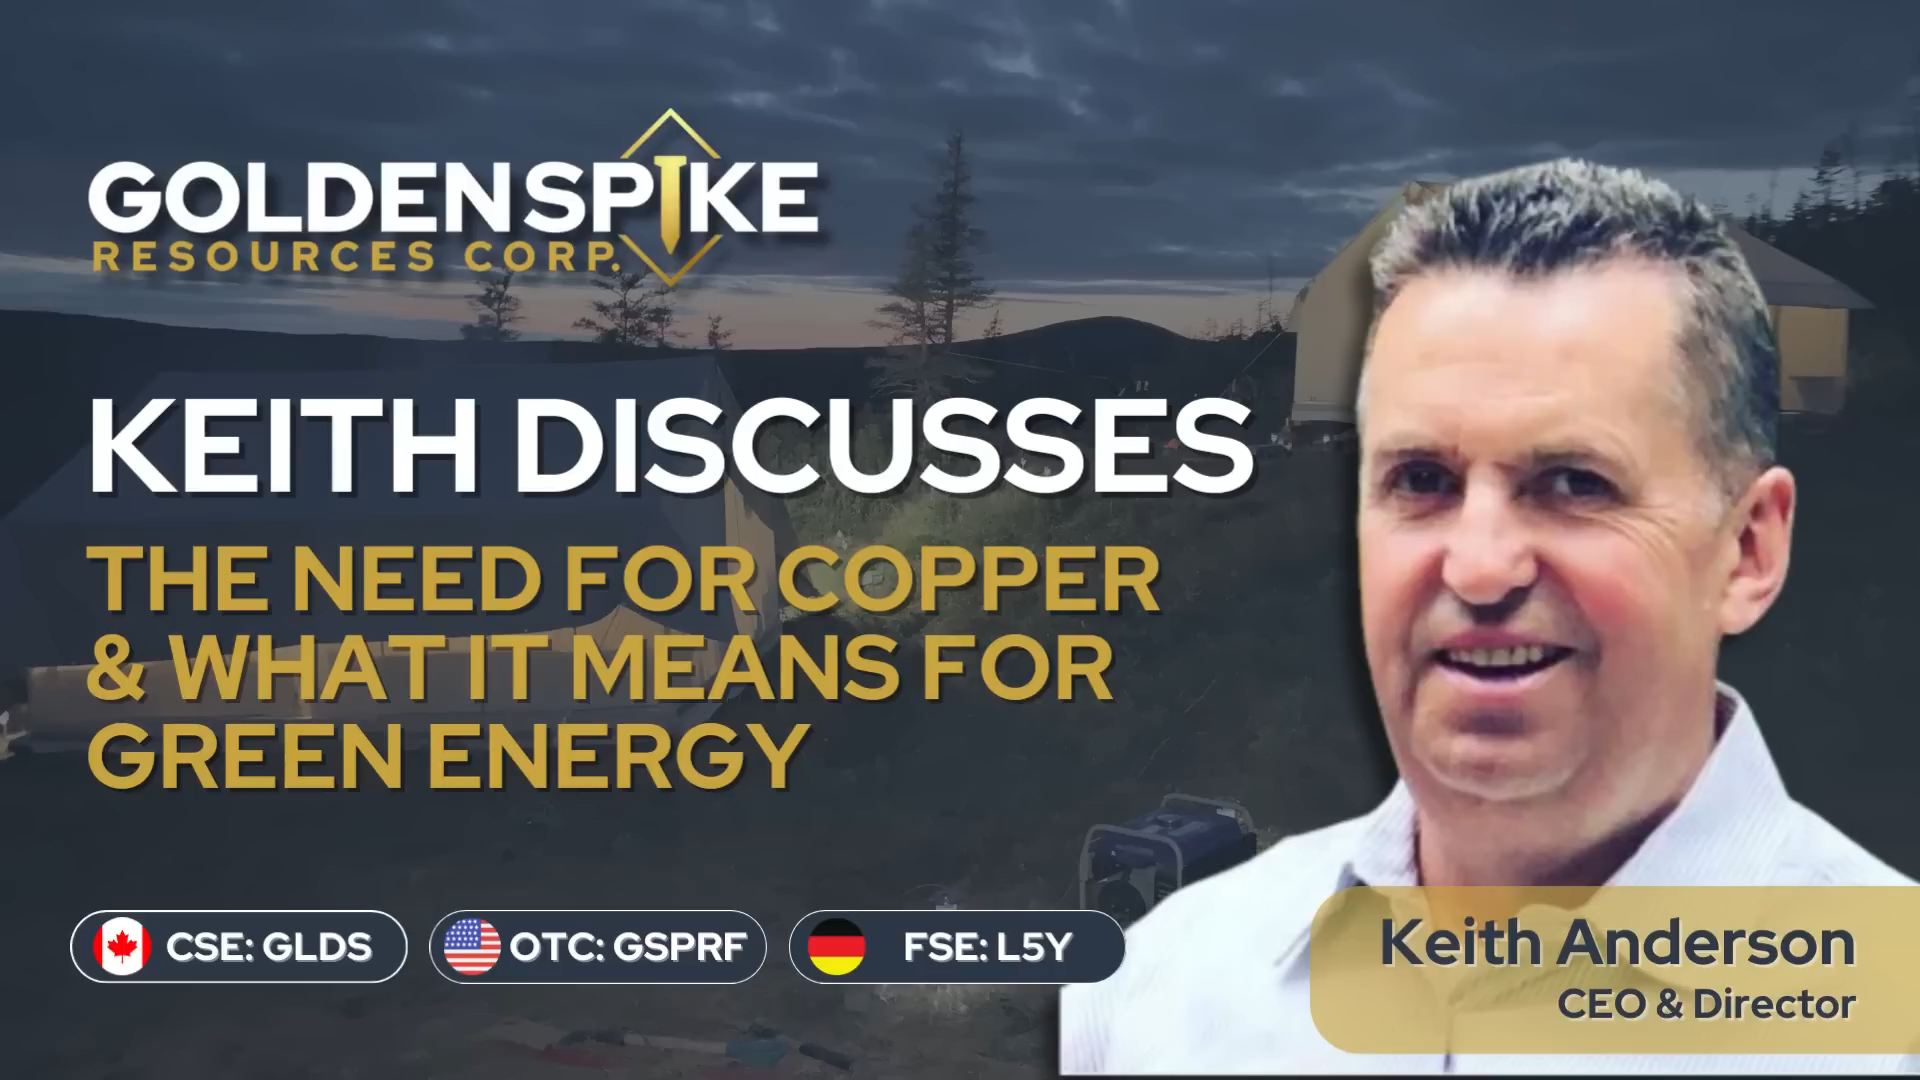 GOLDENSPIKE
RESOURCES CORP.
KEITH DISCUSSES
THE NEED FOR COPPER
& WHAT IT MEANS FOR
GREEN ENERGY
CSE: GLDS
OTC: GSPRF
FSE: L5Y
Keith Anderson
CEO & Director